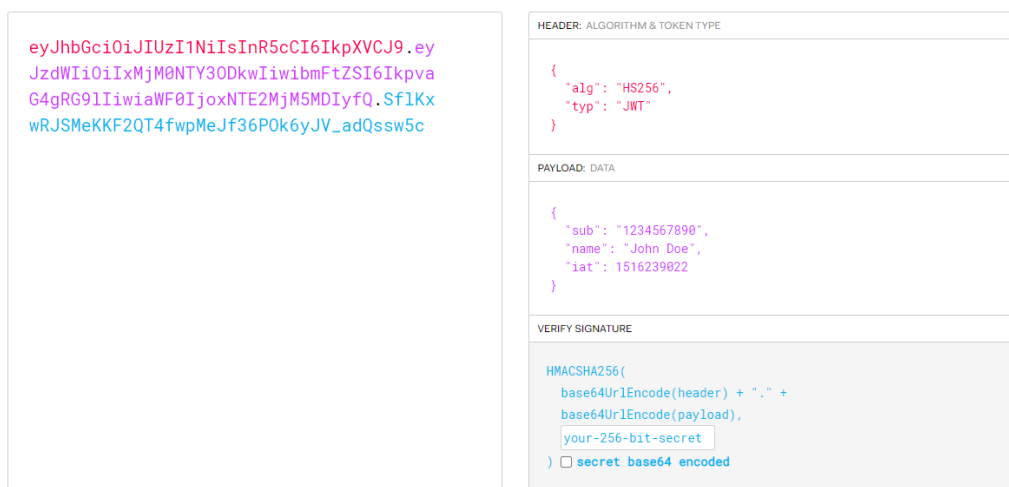 eyJhbGciOiJIUzI1NiIsInR5cCI6IkpXVCJ9.ey
JzdWIiOiIxMjM0NTY3ODkwIiwibmFtZSI6Ikpva
G4gRG9lIiwiaWF0IjoxNTE2MjM5MDIyfQ.SflKx
wRJSMeKKF2QT4fwpMeJf36POk6yJV_adQssw5c
HEADER: ALGORITHM & TOKEN TYPE
{
  "alg": "HS256",
  "typ": "JWT"
}
PAYLOAD: DATA
{
  "sub": "1234567890",
  "name": "John Doe",
  "iat": 1516239022
}
VERIFY SIGNATURE
HMACSHA256(
  base64UrlEncode(header) + "." +
  base64UrlEncode(payload),
  your-256-bit-secret
) secret base64 encoded